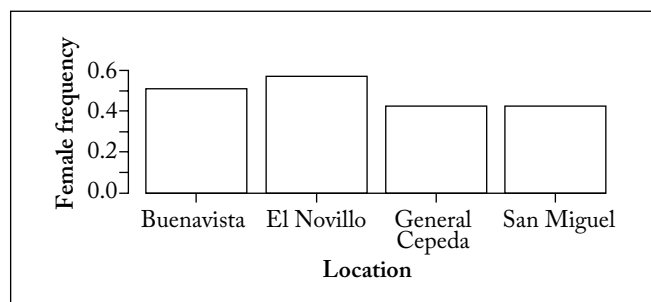 Female frequency
0.6
0.4
0.2
0.0
Buenavista
El Novillo
General
Cepeda
San Miguel
Location